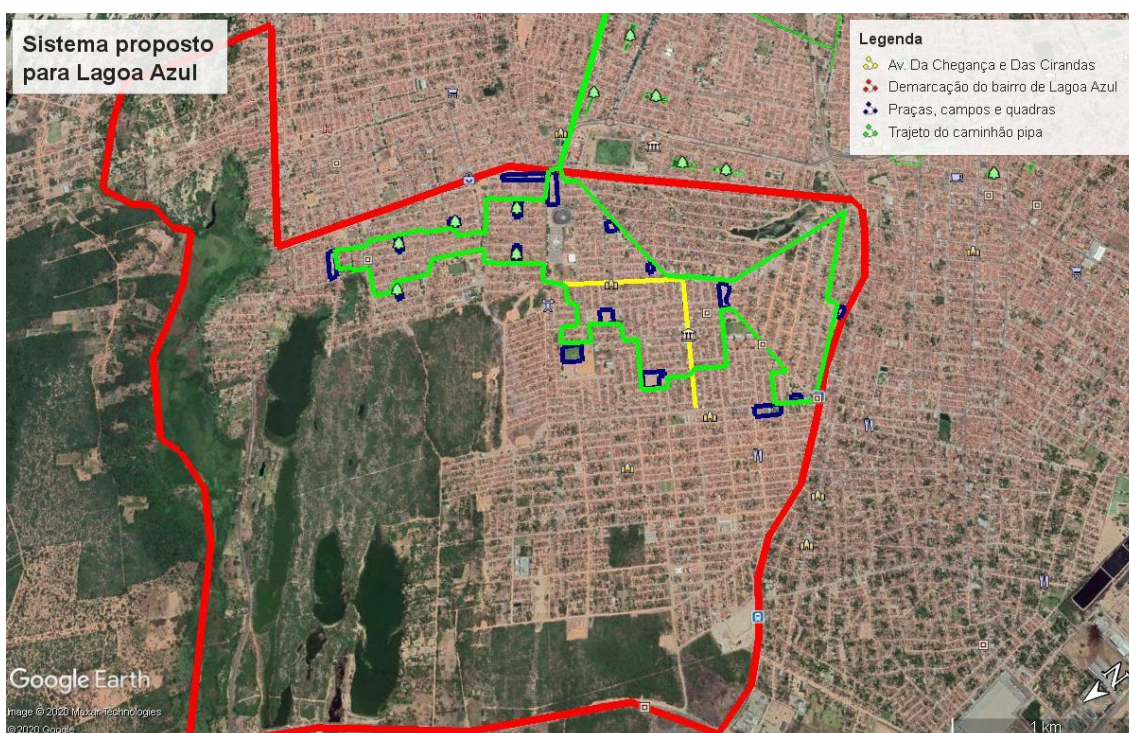 Sistema proposto
para Lagoa Azul
Legenda
Av. Da Chegança e Das Cirandas
Demarcação do bairro de Lagoa Azul
Praças, campos e quadras
Trajeto do caminhão pipa
Google Earth
Image © 2020 Maxar Technologies
© 2020 Google
N
1 km